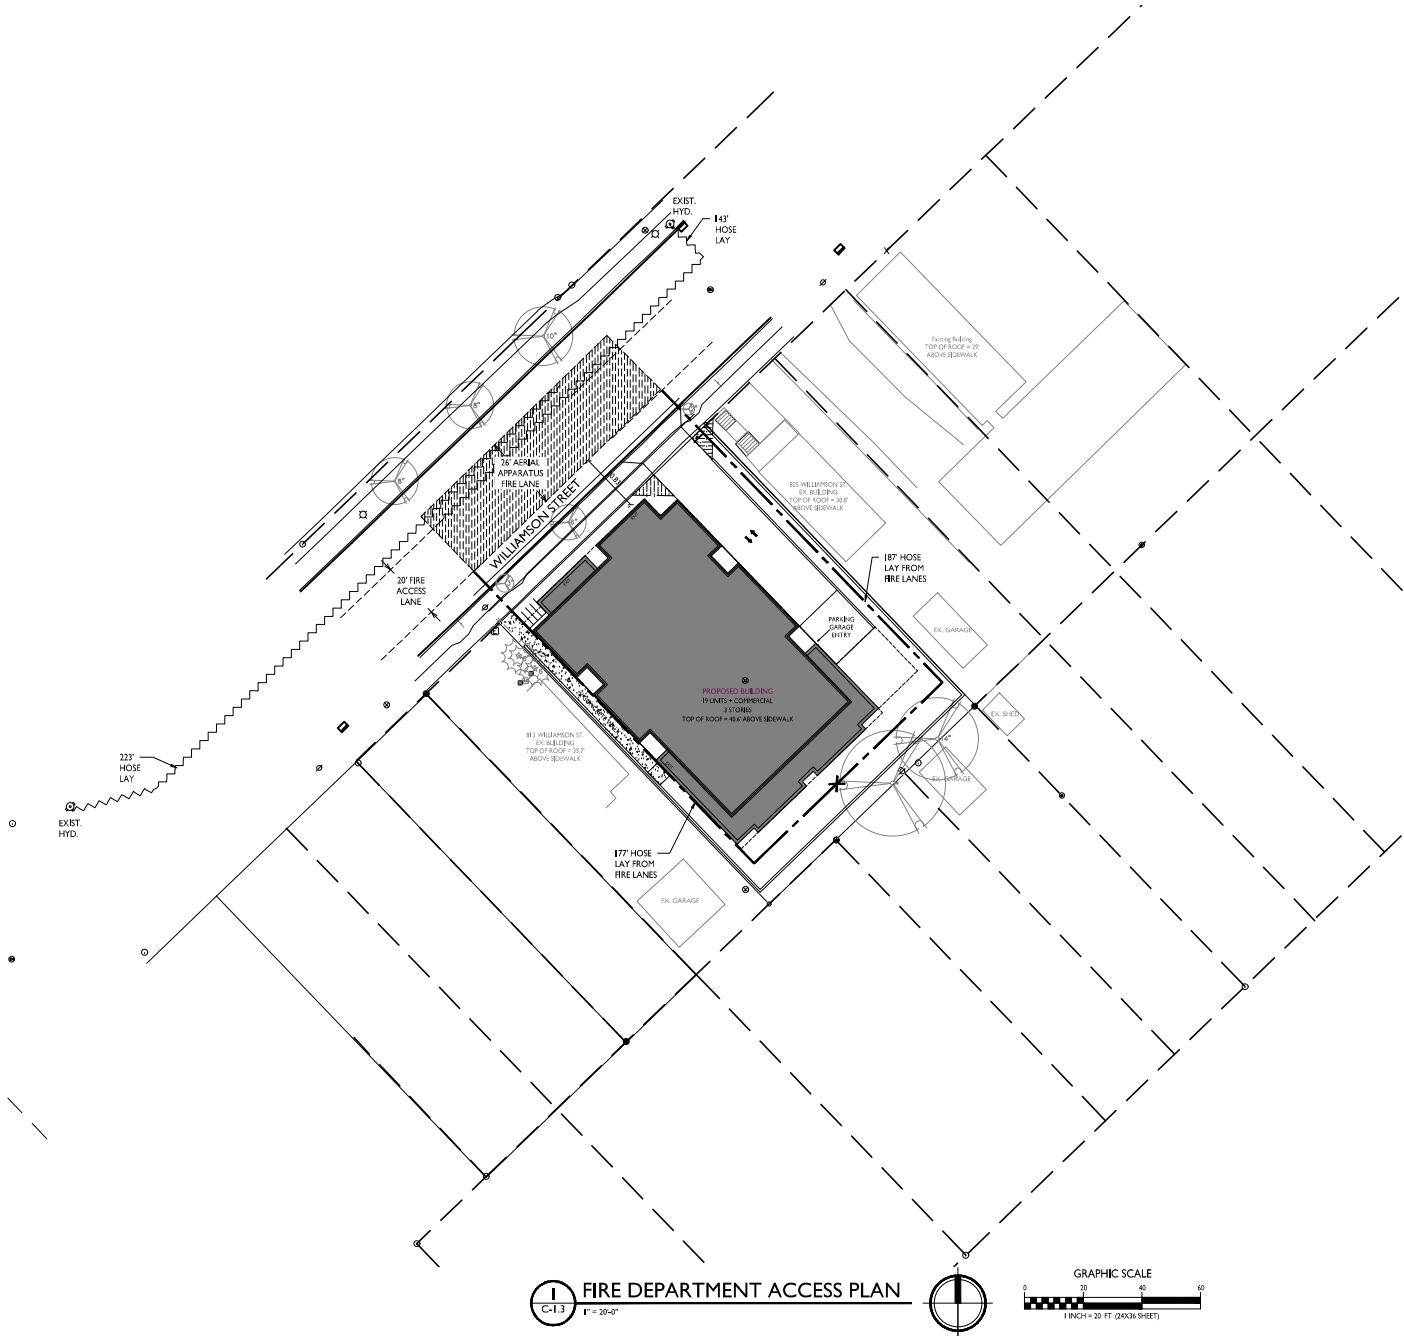 EXIST.
HYD.
143'
HOSE
LAY
10"
8"
8"
Existing Building
TOP OF ROOF = 29'
ABOVE SIDEWALK
26' AERIAL
APPARATUS
FIRE LANE
WILLIAMSON STREET
825 WILLIAMSON ST.
EX. BUILDING
TOP OF ROOF = 30.8'
ABOVE SIDEWALK
20' FIRE
ACCESS
LANE
187' HOSE
LAY FROM
FIRE LANES
PARKING
GARAGE
ENTRY
EX. GARAGE
PROPOSED BUILDING
19 UNITS + COMMERCIAL
3 STORIES
TOP OF ROOF = 40.6' ABOVE SIDEWALK
EX. SHED
14"
EX. GARAGE
813 WILLIAMSON ST.
EX. BUILDING
TOP OF ROOF = 35.7'
ABOVE SIDEWALK
223'
HOSE
LAY
EXIST.
HYD.
177' HOSE
LAY FROM
FIRE LANES
EX. GARAGE
1
C-1.3
FIRE DEPARTMENT ACCESS PLAN
1" = 20'-0"
GRAPHIC SCALE
0 20 40 60
1 INCH = 20 FT (24X36 SHEET)